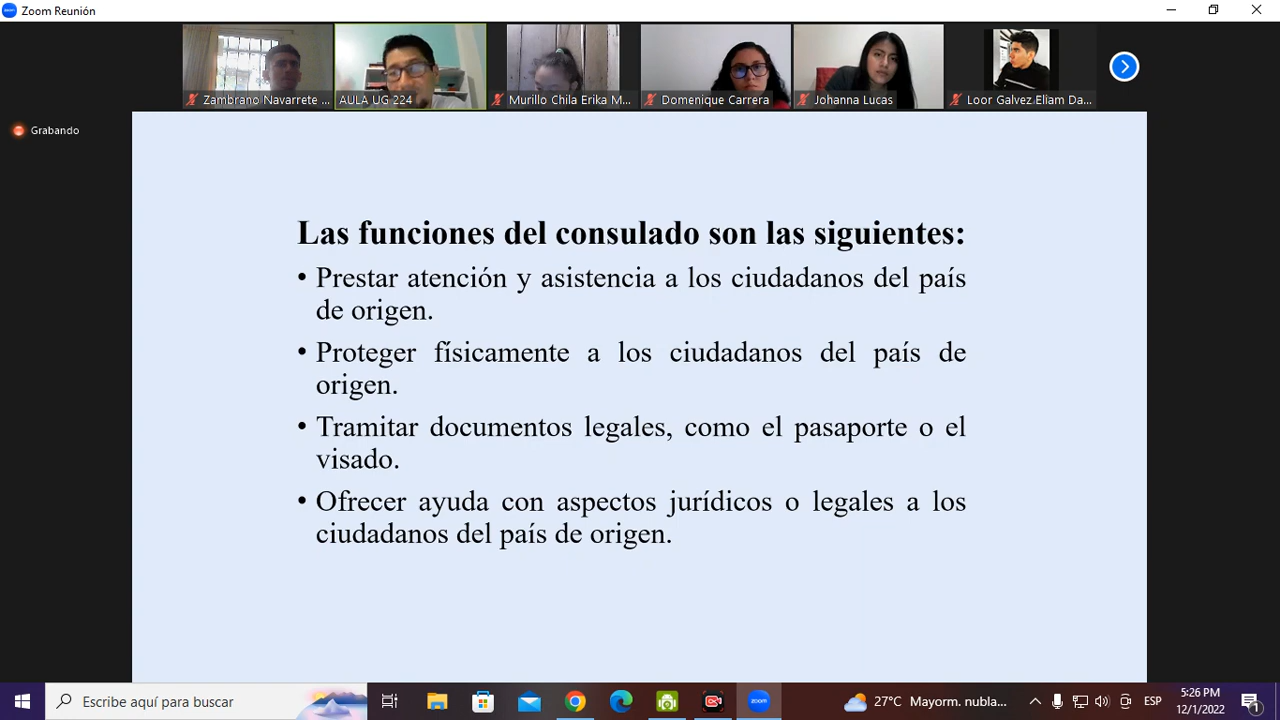 Zoom Reunión
Zambrano Navarrete ...
AULA UG 224
Murillo Chila Erika M...
Domenique Carrera
Johanna Lucas
Loor Galvez Eliam Da...
Grabando
Las funciones del consulado son las siguientes:
• Prestar atención y asistencia a los ciudadanos del país
de origen.
• Proteger físicamente a los ciudadanos del país de
origen.
• Tramitar documentos legales, como el pasaporte o el
visado.
• Ofrecer ayuda con aspectos jurídicos o legales a los
ciudadanos del país de origen.
Escribe aquí para buscar
zoom
27°C Mayorm. nubla...
ESP
5:26 PM
12/1/2022
1